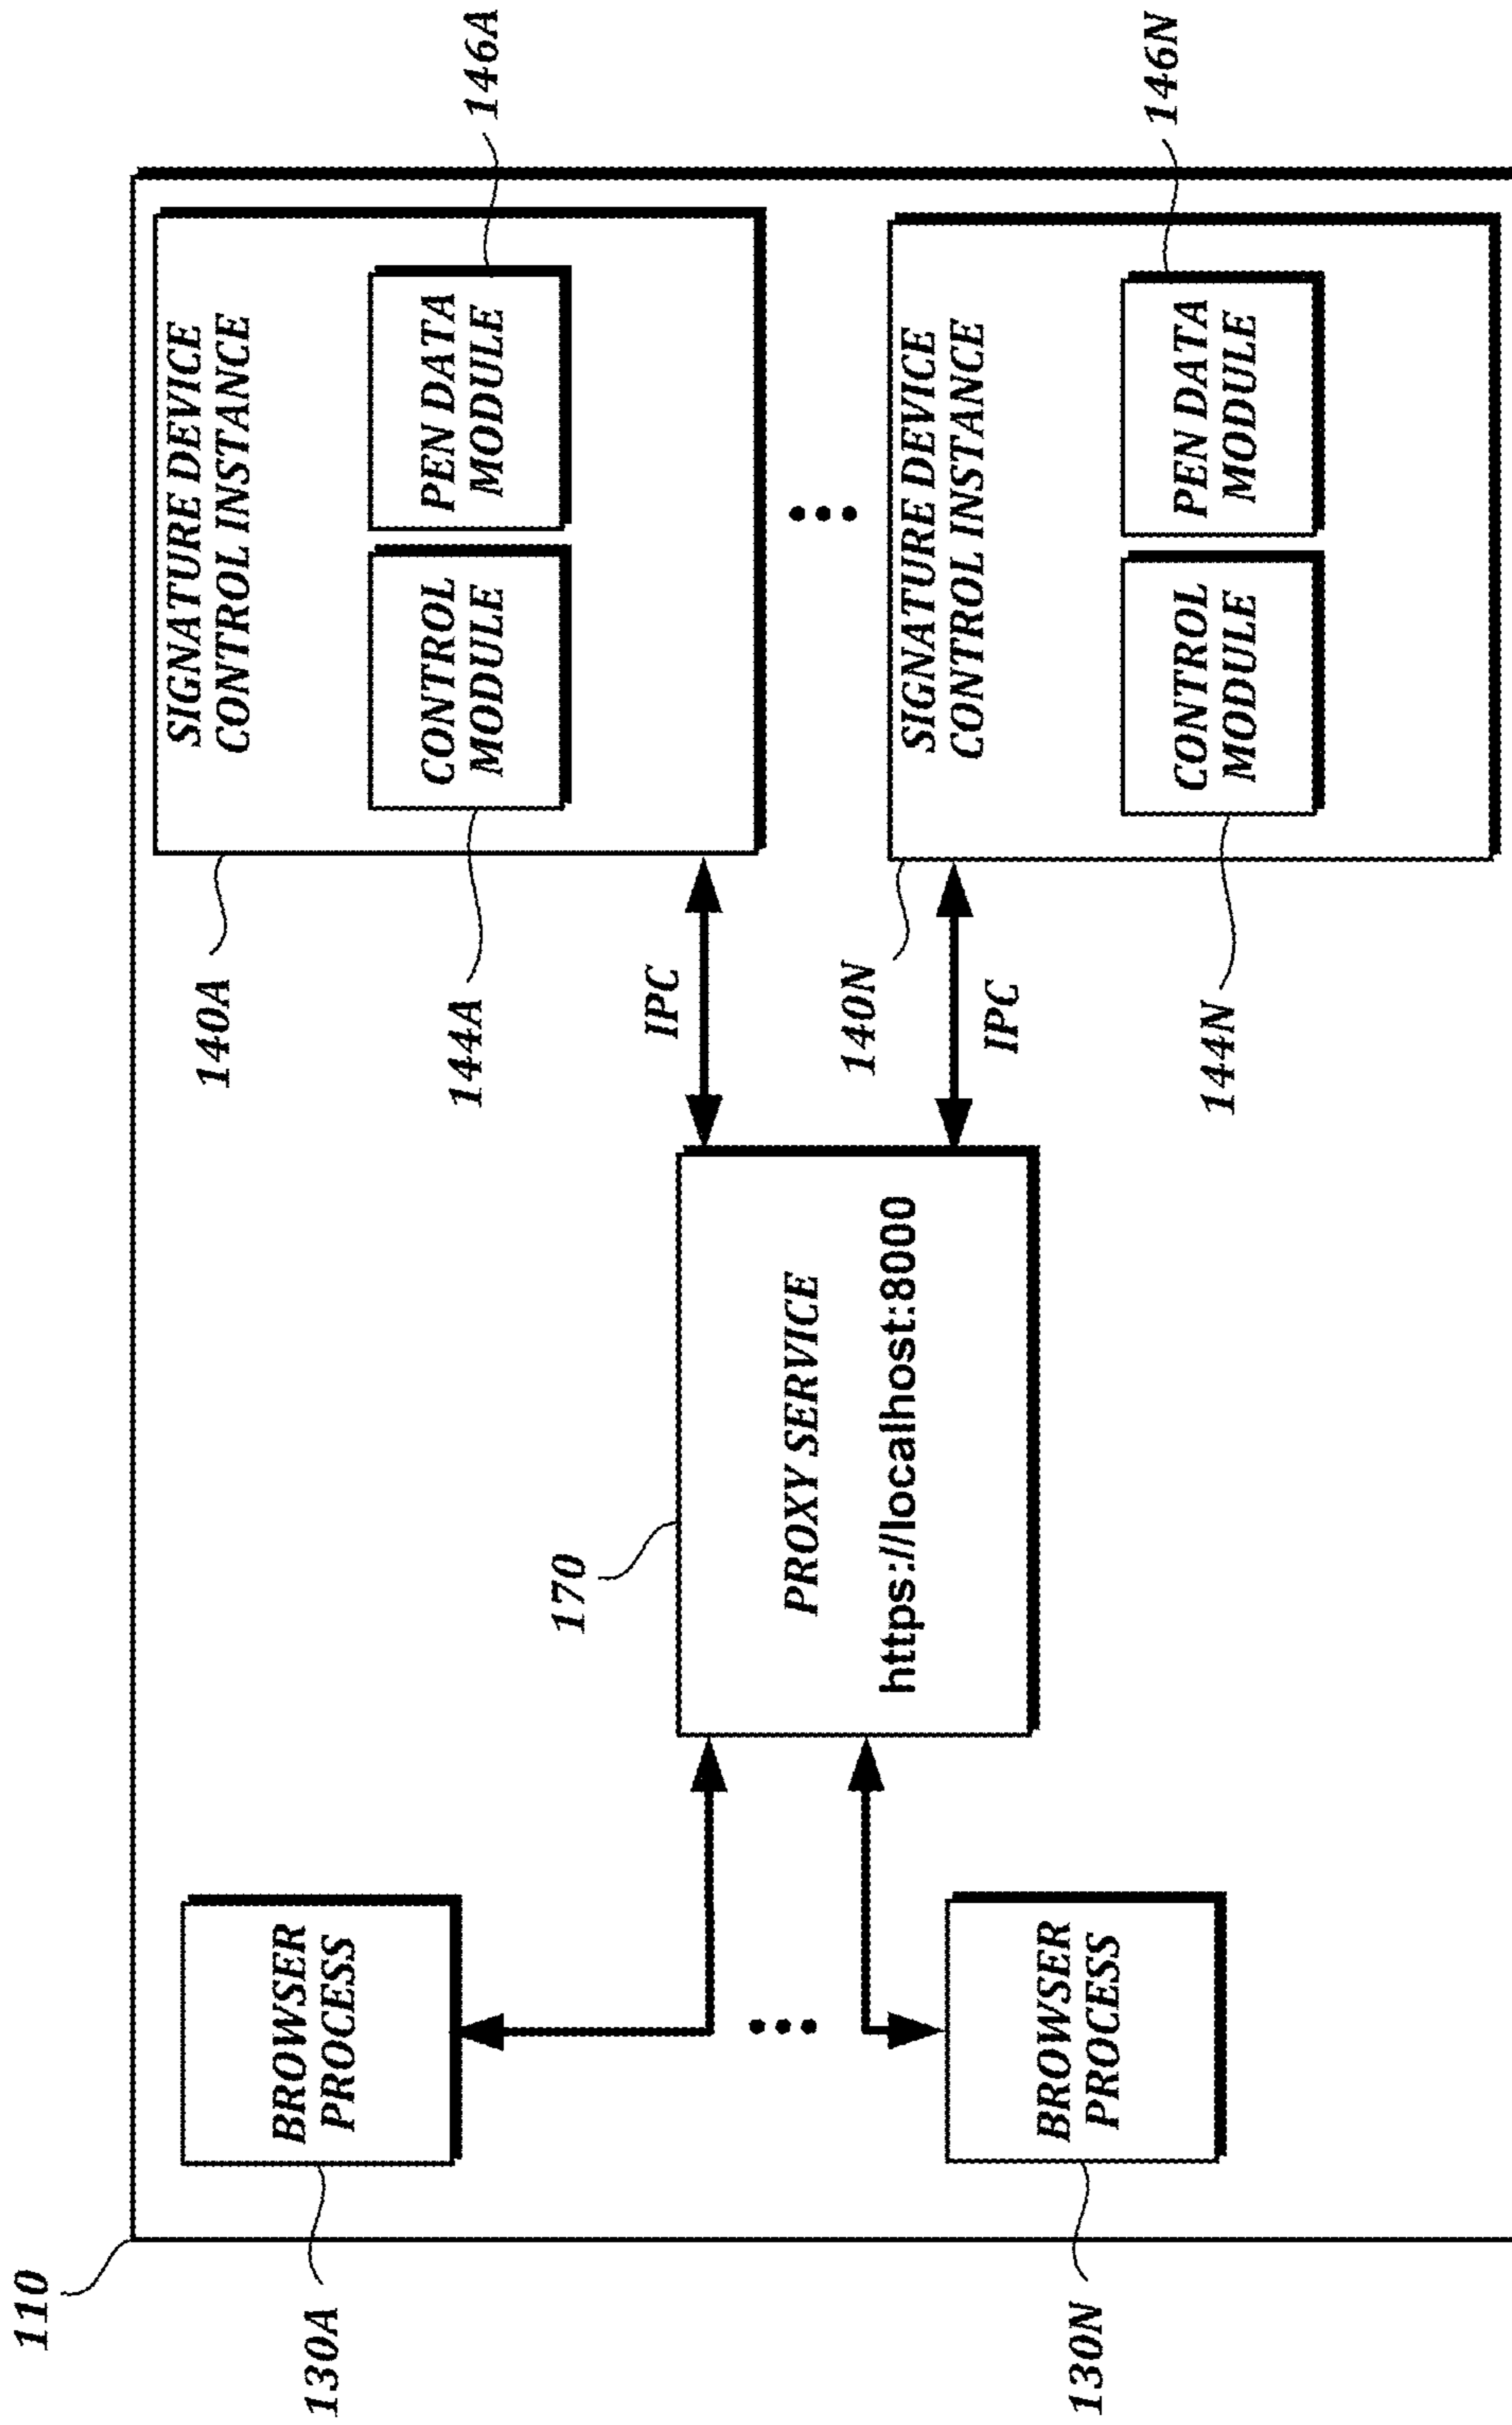 110
130A
BROWSER
PROCESS
130N
BROWSER
PROCESS
170
PROXY SERVICE
https://localhost:8000
IPC
IPC
140A
SIGNATURE DEVICE
CONTROL INSTANCE
144A
CONTROL
MODULE
146A
PEN DATA
MODULE
140N
SIGNATURE DEVICE
CONTROL INSTANCE
144N
CONTROL
MODULE
146N
PEN DATA
MODULE